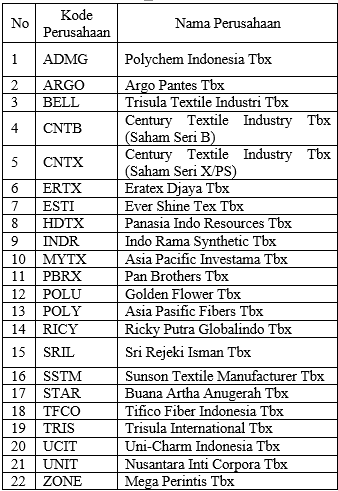 No Kode Perusahaan Nama Perusahaan
1 ADMG Polychem Indonesia Tbx
2 ARGO Argo Pantes Tbx
3 BELL Trisula Textile Industri Tbx
4 CNTB Century Textile Industry Tbx
(Saham Seri B)
5 CNTX Century Textile Industry Tbx
(Saham Seri X/PS)
6 ERTX Eratex Djaya Tbx
7 ESTI Ever Shine Tex Tbx
8 HDTX Panasia Indo Resources Tbx
9 INDR Indo Rama Synthetic Tbx
10 MYTX Asia Pacific Investama Tbx
11 PBRX Pan Brothers Tbx
12 POLU Golden Flower Tbx
13 POLY Asia Pasific Fibers Tbx
14 RICY Ricky Putra Globalindo Tbx
15 SRIL Sri Rejeki Isman Tbx
16 SSTM Sunson Textile Manufacturer Tbx
17 STAR Buana Artha Anugerah Tbx
18 TFCO Tifico Fiber Indonesia Tbx
19 TRIS Trisula International Tbx
20 UCIT Uni-Charm Indonesia Tbx
21 UNIT Nusantara Inti Corpora Tbx
22 ZONE Mega Perintis Tbx